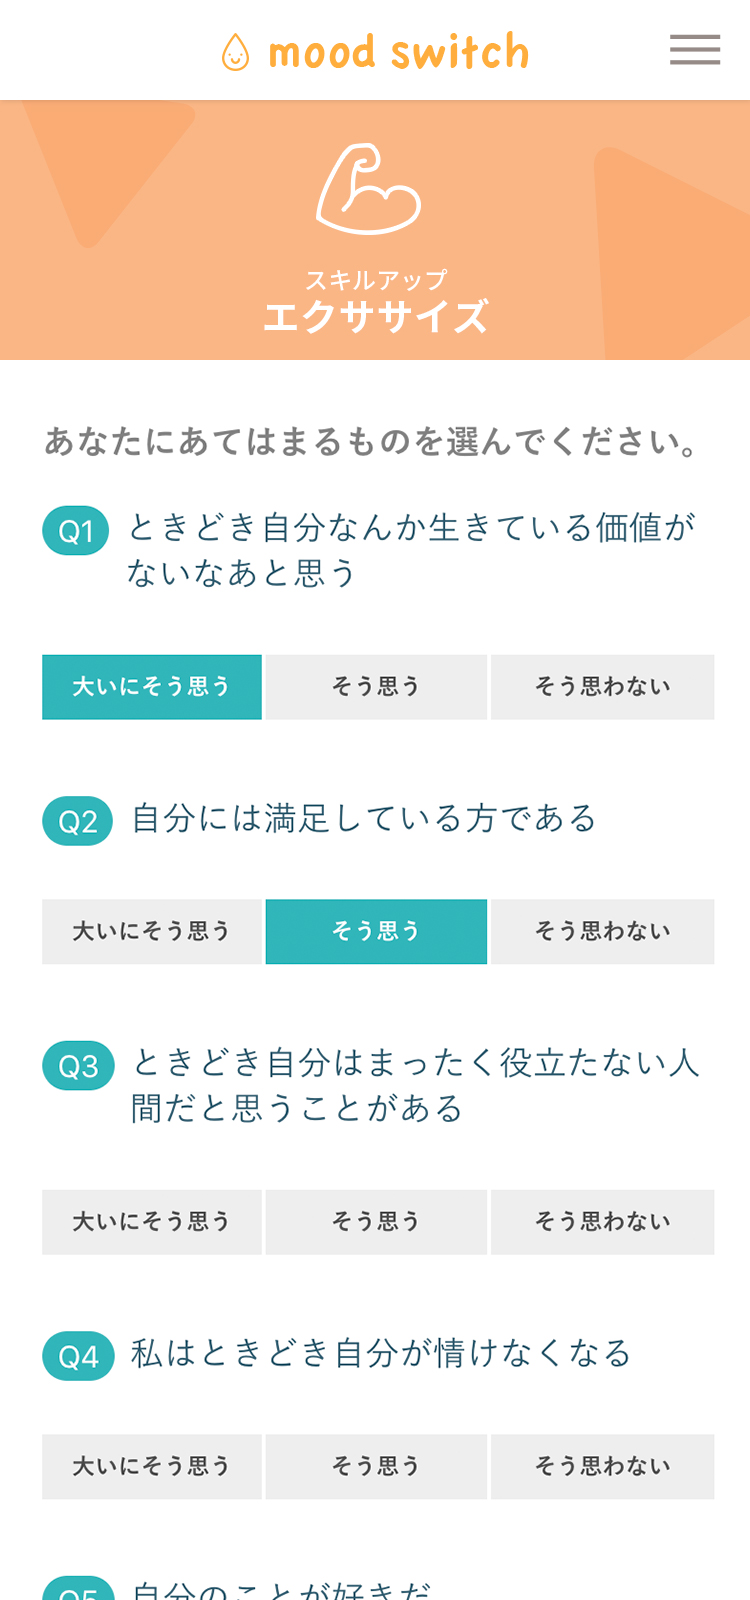 mood switch
スキルアップ
エクササイズ
あなたにあてはまるものを選んでください。
Q1 ときどき自分なんか生きている価値が
ないなあと思う
大いにそう思う そう思う そう思わない
Q2 自分には満足している方である
大いにそう思う そう思う そう思わない
Q3 ときどき自分はまったく役立たない人
間だと思うことがある
大いにそう思う そう思う そう思わない
Q4 私はときどき自分が情けなくなる
大いにそう思う そう思う そう思わない
Q5 自分のことが好きだ